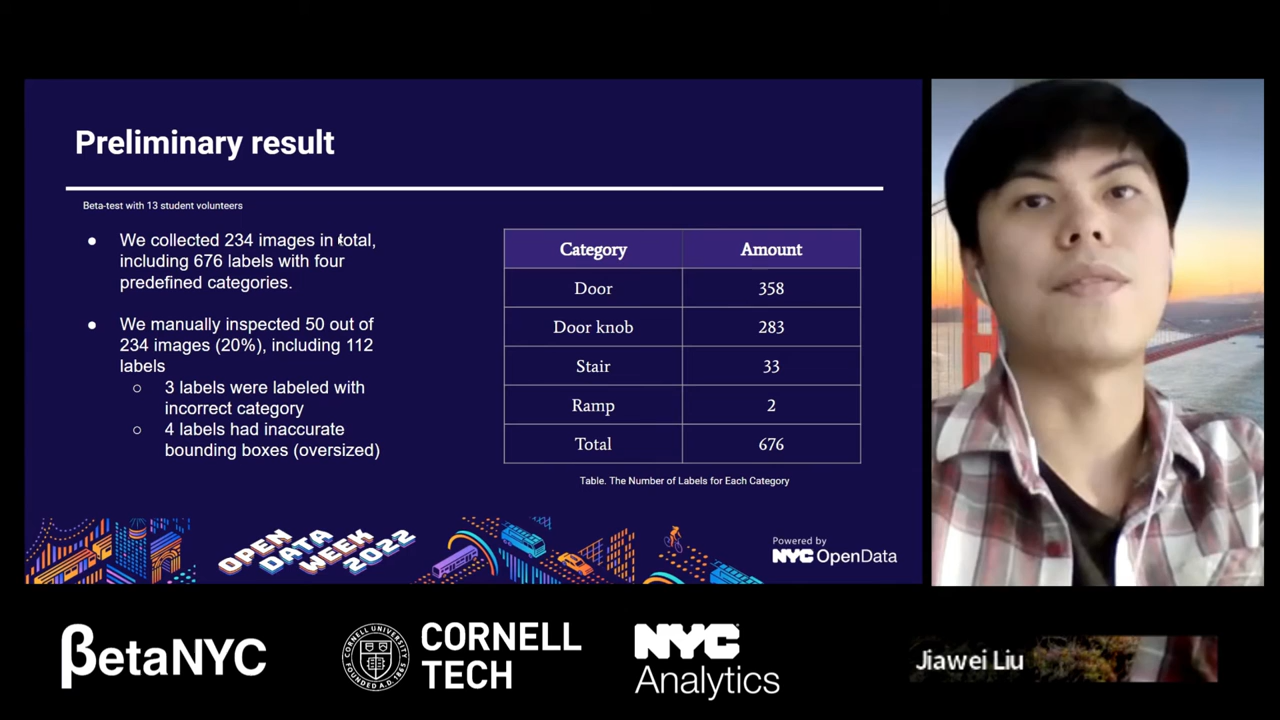 Preliminary result
Beta-test with 13 student volunteers
● We collected 234 images in total,
including 676 labels with four
predefined categories.
● We manually inspected 50 out of
234 images (20%), including 112
labels
○ 3 labels were labeled with
incorrect category
○ 4 labels had inaccurate
bounding boxes (oversized)
Category Amount
Door 358
Door knob 283
Stair 33
Ramp 2
Total 676
Table. The Number of Labels for Each Category
OPEN
DATA
WEEK
2022
Powered by
NYC OpenData
βetaNYC
CORNELL
TECH
CORNELL UNIVERSITY
FOUNDED A.D. 1865
NYC
Analytics
Jiawei Liu